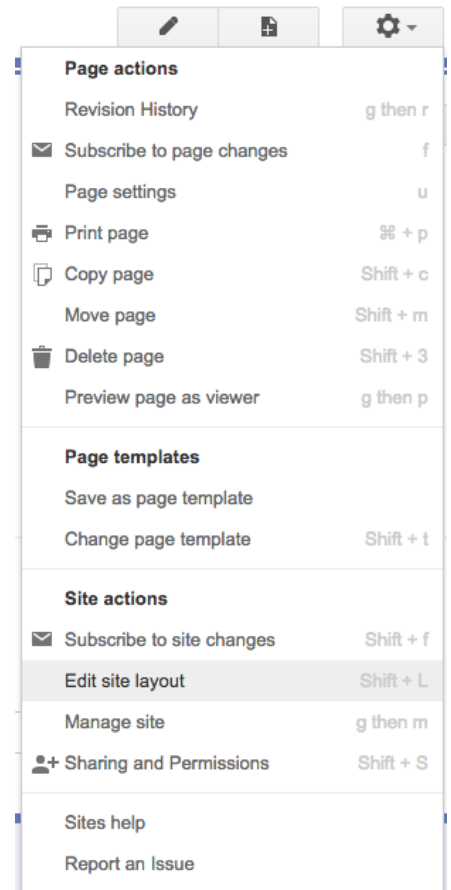 Page actions
Revision History g then r
Subscribe to page changes f
Page settings u
Print page ⌘ + p
Copy page Shift + c
Move page Shift + m
Delete page Shift + 3
Preview page as viewer g then p
Page templates
Save as page template
Change page template Shift + t
Site actions
Subscribe to site changes Shift + f
Edit site layout Shift + L
Manage site g then m
Sharing and Permissions Shift + S
Sites help
Report an Issue